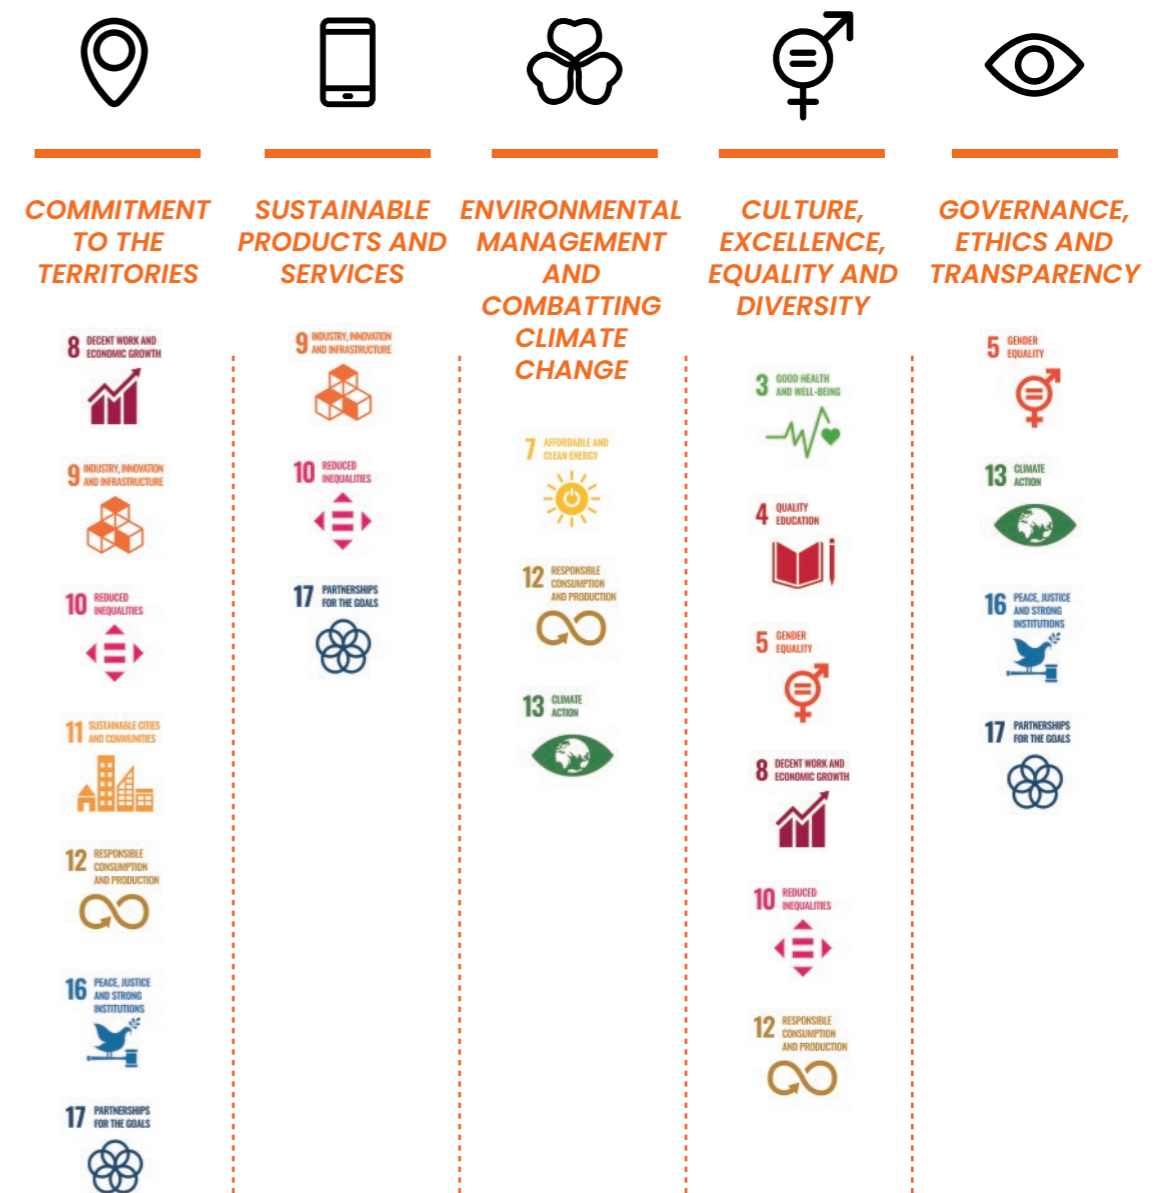 COMMITMENT
TO THE
TERRITORIES
8 DECENT WORK AND
ECONOMIC GROWTH
9 INDUSTRY, INNOVATION
AND INFRASTRUCTURE
10 REDUCED
INEQUALITIES
11 SUSTAINABLE CITIES
AND COMMUNITIES
12 RESPONSIBLE
CONSUMPTION
AND PRODUCTION
16 PEACE, JUSTICE
AND STRONG
INSTITUTIONS
17 PARTNERSHIPS
FOR THE GOALS
SUSTAINABLE
PRODUCTS AND
SERVICES
9 INDUSTRY, INNOVATION
AND INFRASTRUCTURE
10 REDUCED
INEQUALITIES
17 PARTNERSHIPS
FOR THE GOALS
ENVIRONMENTAL
MANAGEMENT
AND
COMBATTING
CLIMATE
CHANGE
7 AFFORDABLE AND
CLEAN ENERGY
12 RESPONSIBLE
CONSUMPTION
AND PRODUCTION
13 CLIMATE
ACTION
CULTURE,
EXCELLENCE,
EQUALITY AND
DIVERSITY
3 GOOD HEALTH
AND WELL-BEING
4 QUALITY
EDUCATION
5 GENDER
EQUALITY
8 DECENT WORK AND
ECONOMIC GROWTH
10 REDUCED
INEQUALITIES
12 RESPONSIBLE
CONSUMPTION
AND PRODUCTION
GOVERNANCE,
ETHICS AND
TRANSPARENCY
5 GENDER
EQUALITY
13 CLIMATE
ACTION
16 PEACE, JUSTICE
AND STRONG
INSTITUTIONS
17 PARTNERSHIPS
FOR THE GOALS